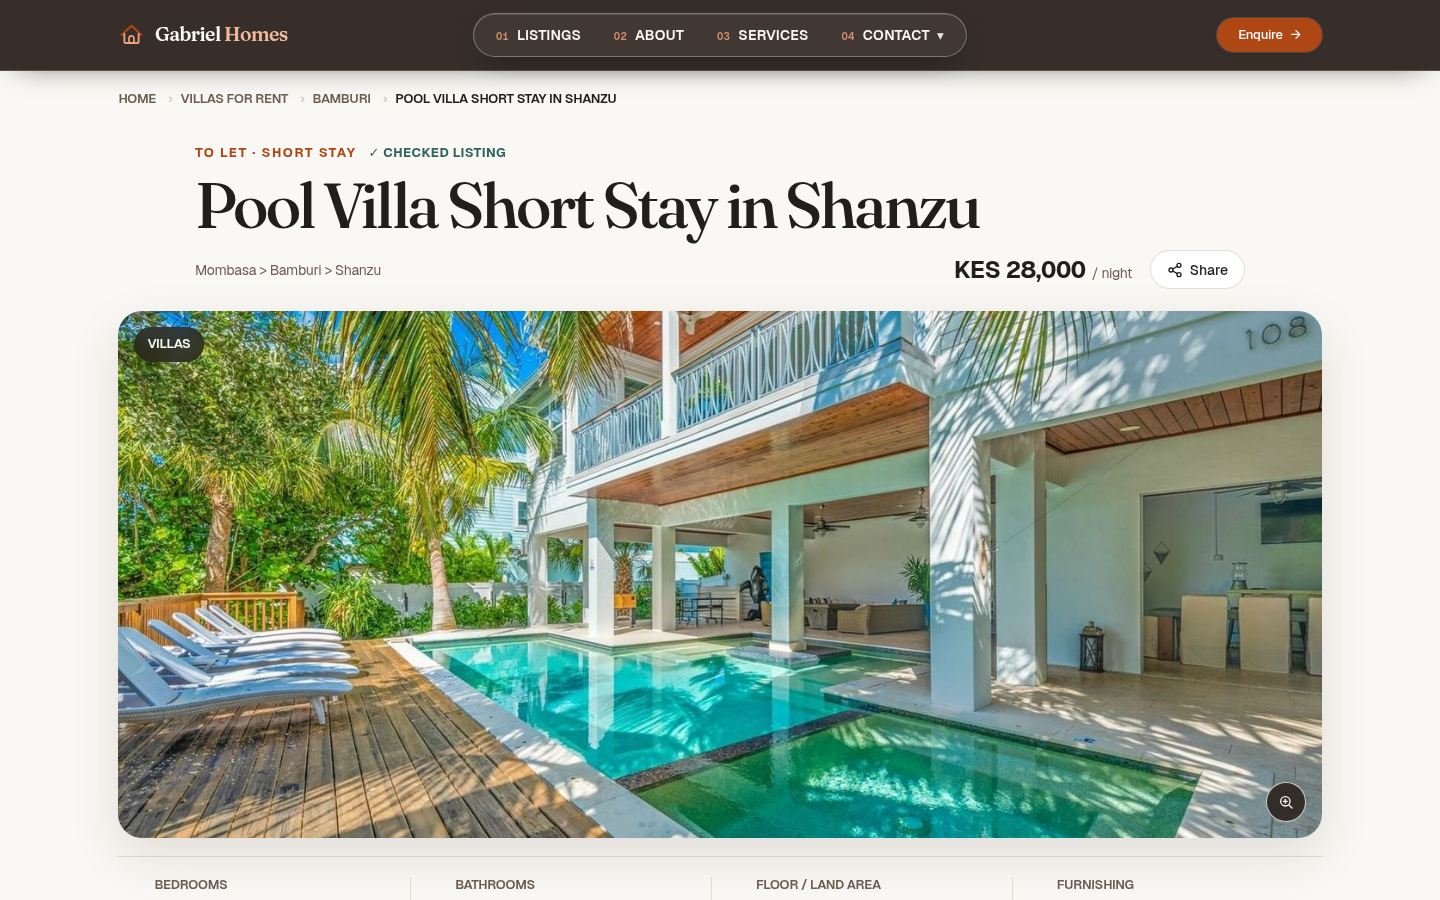 Gabriel Homes
01 LISTINGS 02 ABOUT 03 SERVICES 04 CONTACT ▾
Enquire →
HOME › VILLAS FOR RENT › BAMBURI › POOL VILLA SHORT STAY IN SHANZU
TO LET · SHORT STAY ✓ CHECKED LISTING
Pool Villa Short Stay in Shanzu
Mombasa > Bamburi > Shanzu
KES 28,000 / night
Share
VILLAS
108
BEDROOMS
BATHROOMS
FLOOR / LAND AREA
FURNISHING